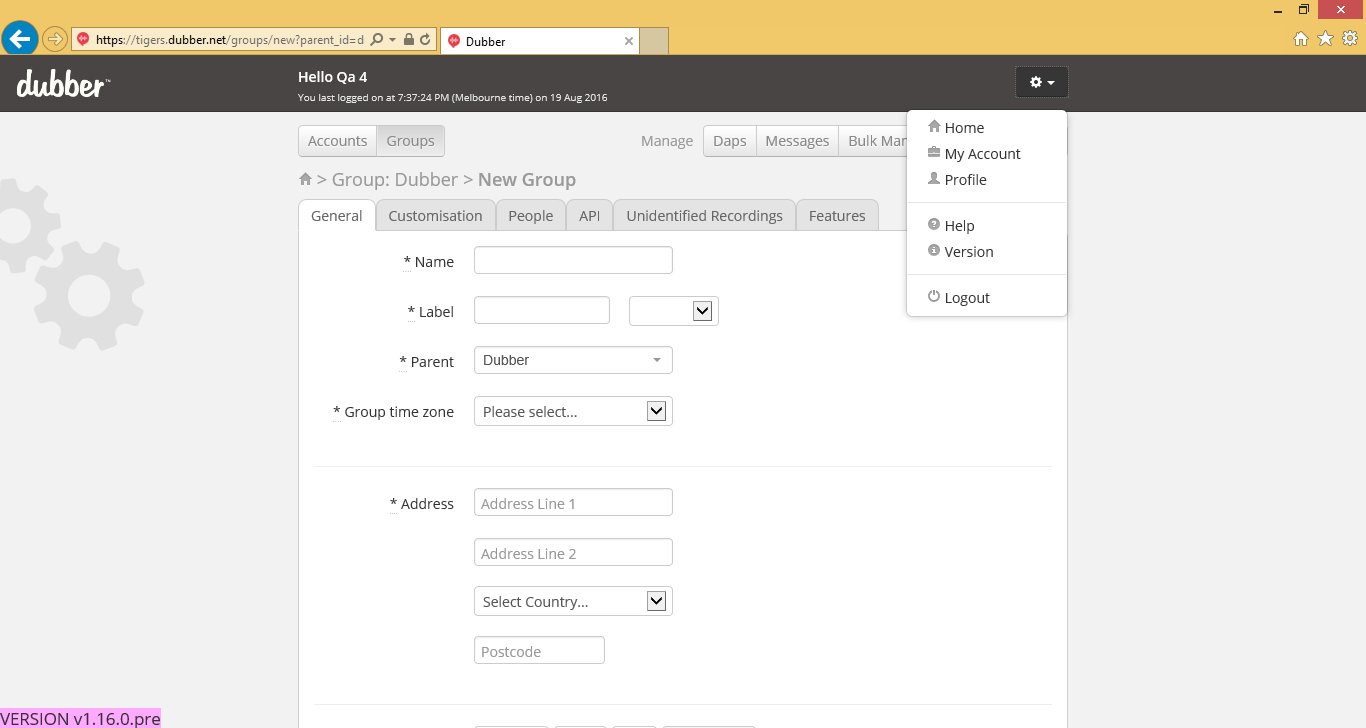 https://tigers.dubber.net/groups/new?parent_id=d
Dubber
dubber™
Hello Qa 4
You last logged on at 7:37:24 PM (Melbourne time) on 19 Aug 2016
Accounts Groups Manage Daps Messages Bulk Mar
Home
My Account
Profile
Help
Version
Logout
> Group: Dubber > New Group
General Customisation People API Unidentified Recordings Features
* Name
* Label
* Parent Dubber
* Group time zone Please select...
* Address Address Line 1
Address Line 2
Select Country...
Postcode
VERSION v1.16.0.pre